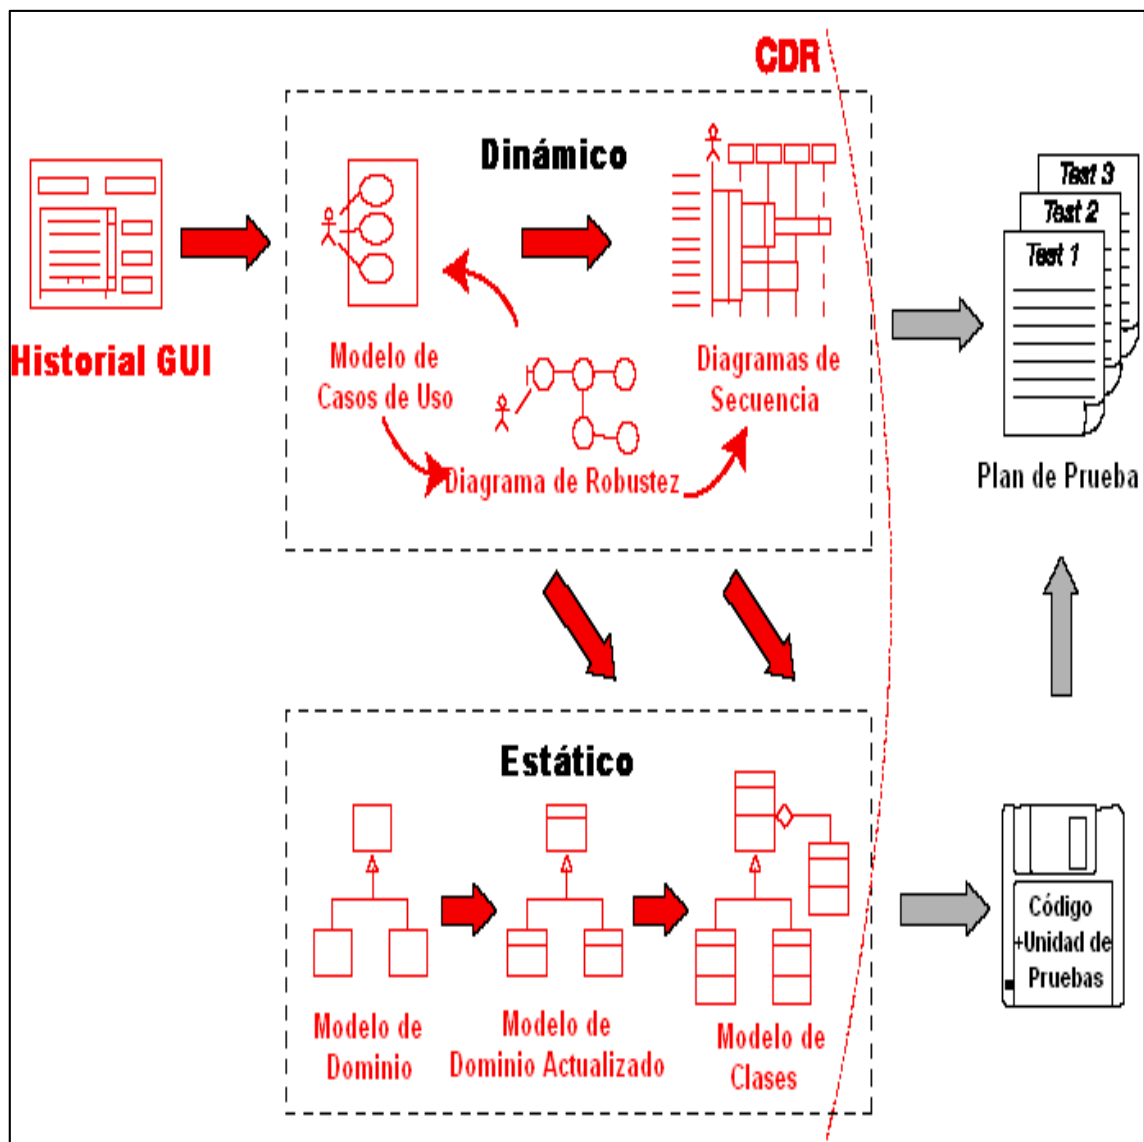 CDR
Dinámico
Test 3
Test 2
Test 1
Historial GUI
Modelo de
Casos de Uso
Diagramas de
Secuencia
Diagrama de Robustez
Plan de Prueba
Estático
Código
+Unidad de
Pruebas
Modelo de
Dominio
Modelo de
Dominio Actualizado
Modelo de
Clases